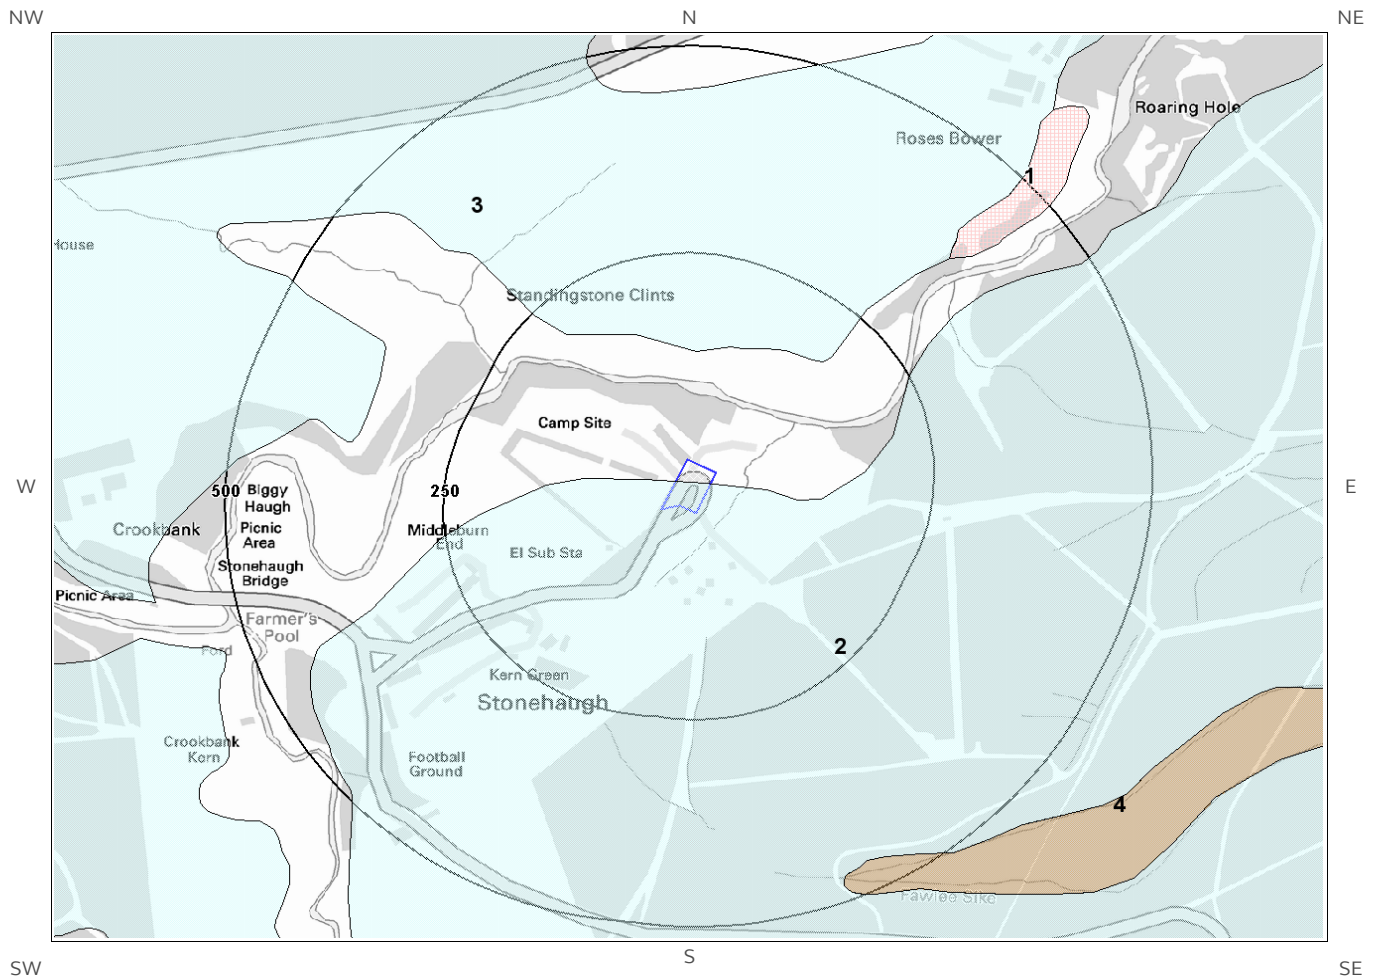 NW
N
NE
Roaring Hole
Roses Bower
1
3
House
Standingstone Clints
Camp Site
W
500
Biggy
Haugh
250
E
Picnic
Area
Crookbank
Middleburn
End
El Sub Sta
Stonehaugh
Bridge
Picnic Area
Farmer's
Pool
Ford
2
Kern Green
Stonehaugh
Crookbank
Kern
Football
Ground
4
Fawlee Sike
SW
S
SE